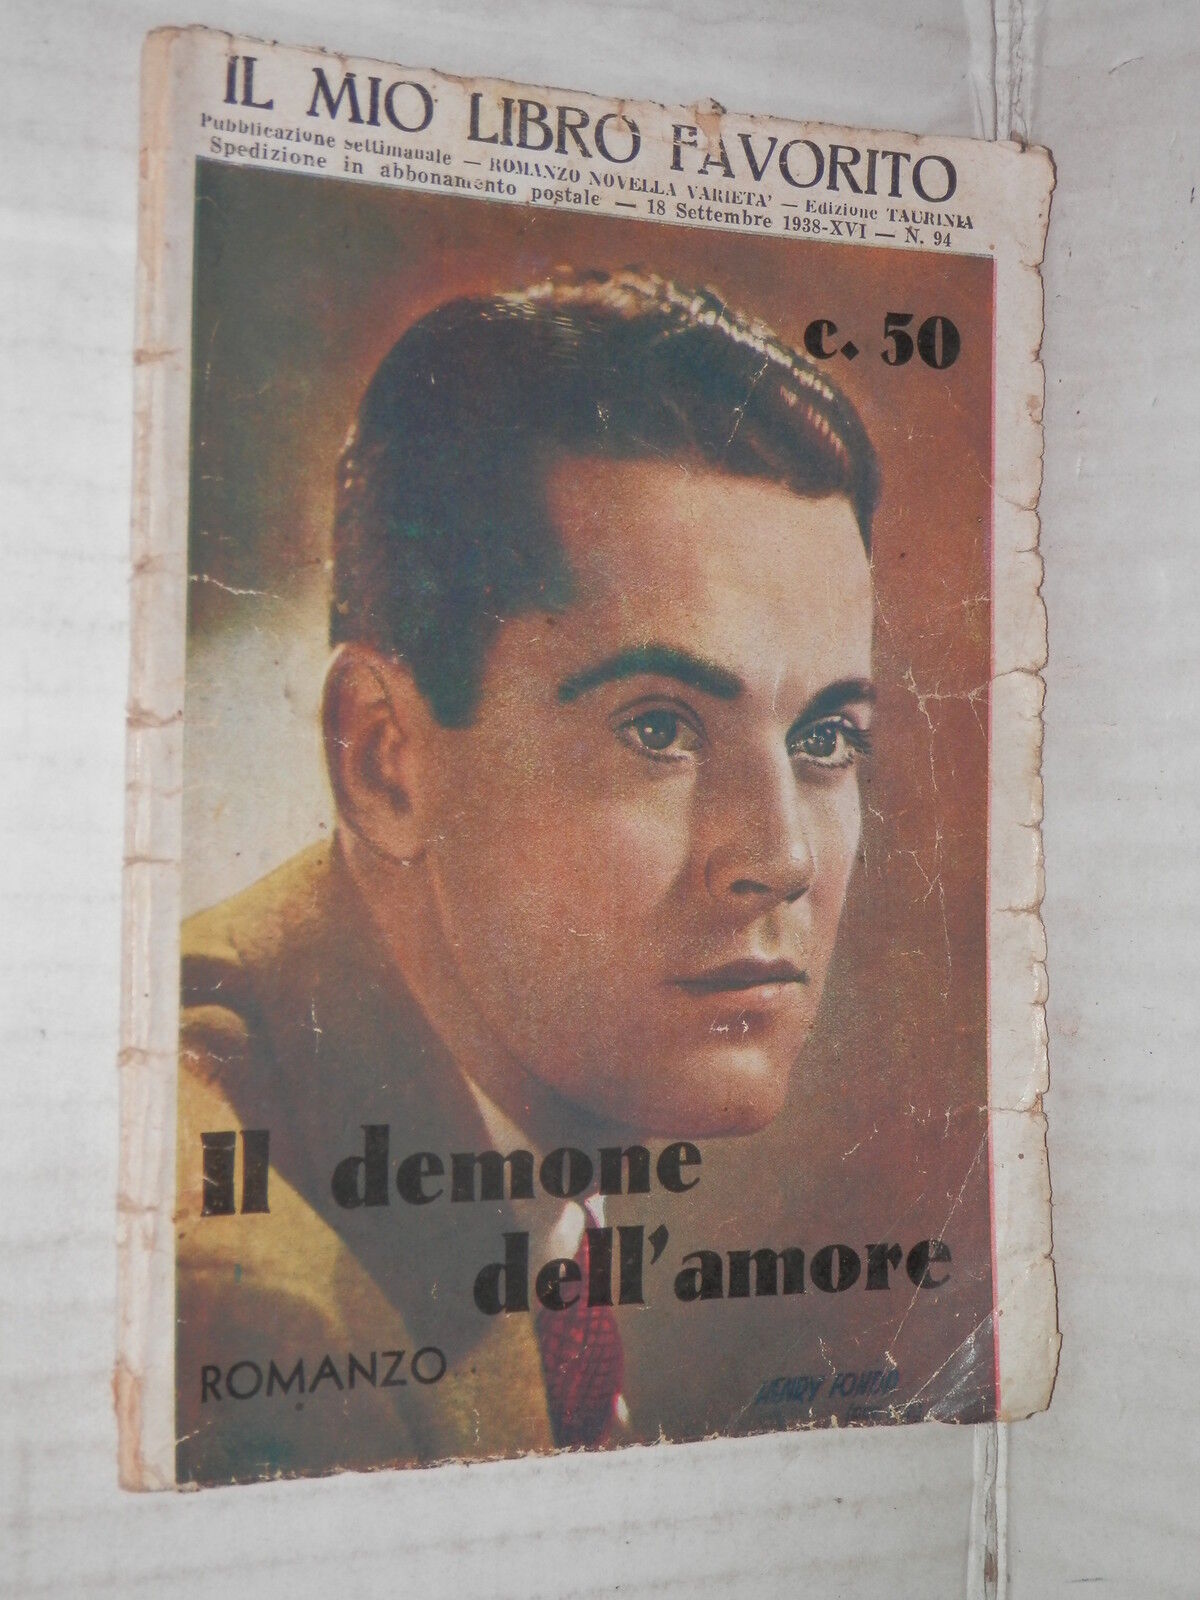 IL MIO LIBRO FAVORITO
Pubblicazione settimanale — ROMANZO NOVELLA VARIETA' — Edizione TAURINIA
Spedizione in abbonamento postale — 18 Settembre 1938-XVI — N. 94
c. 50
il demone
dell'amore
ROMANZO
HENRY FONDA